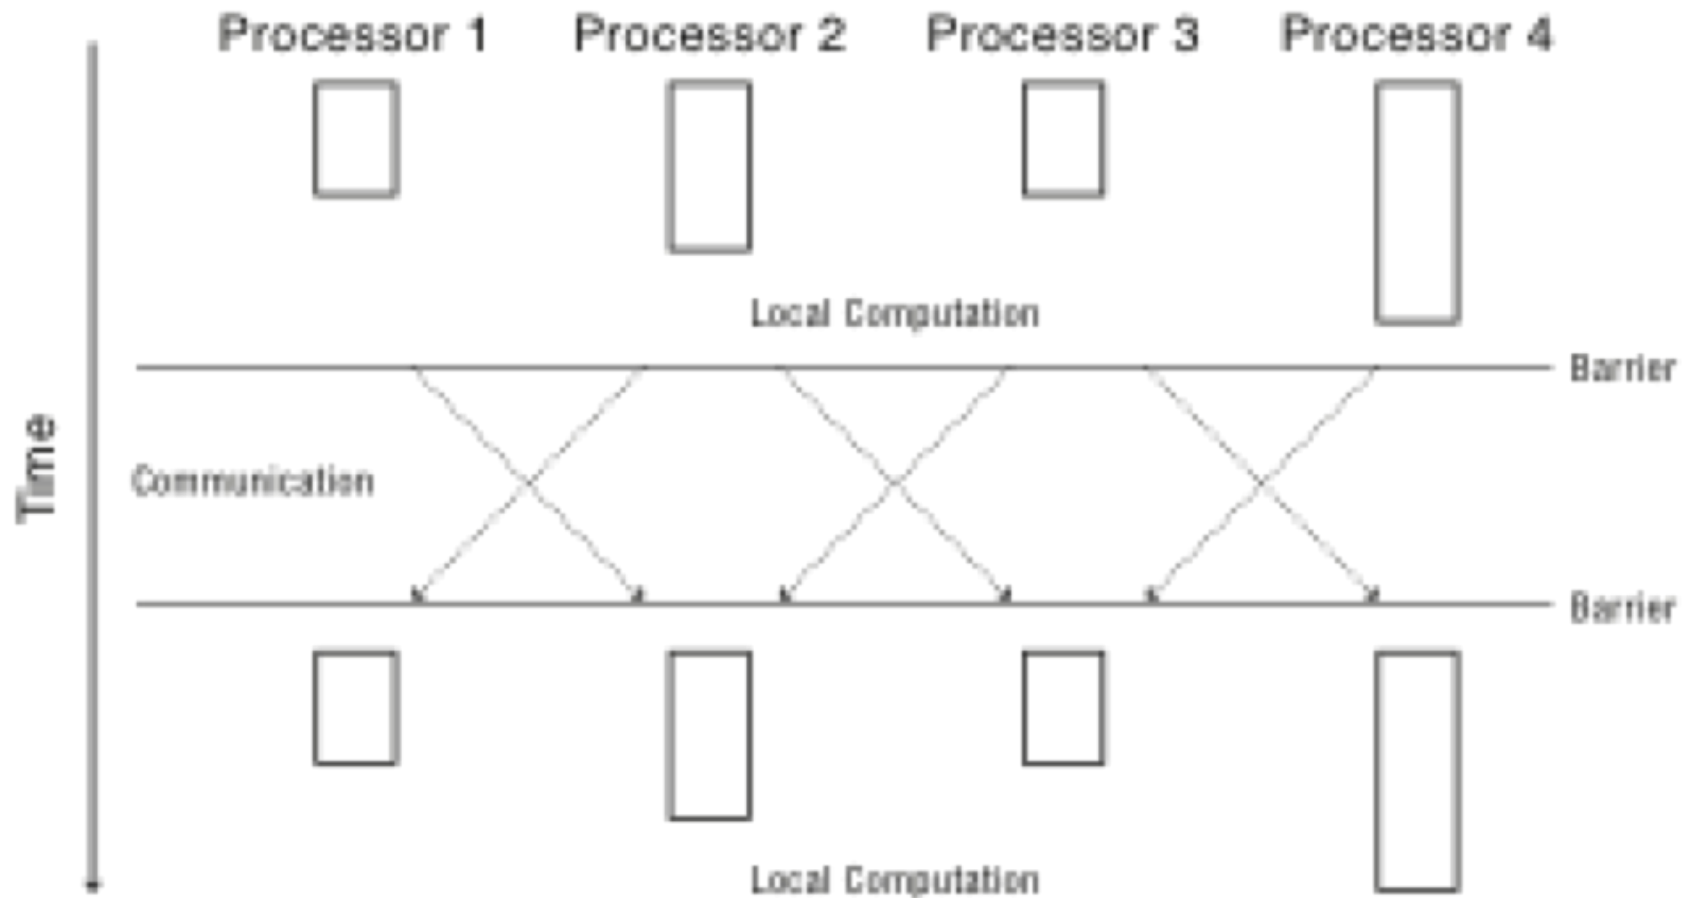 Processor 1
Processor 2
Processor 3
Processor 4
Local Computation
Barrier
Time
Communication
Barrier
Local Computation